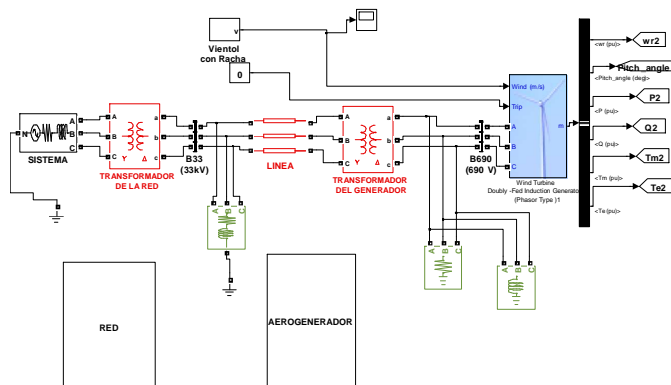 Vientol
con Racha
v
0
Wind (m/s)
Trip
m
A
B
C
<wr (pu)>
wr2
Pitch_angle
<Pitch_angle (deg)>
P2
<P (pu)>
Q2
<Q (pu)>
Tm2
<Tm (pu)>
Te2
<Te (pu)>
N
A
B
C
SISTEMA
A
B
C
a
b
c
Y
Δ
TRANSFORMADOR
DE LA RED
B33
(33kV)
LINEA
A
B
C
a
b
c
Y
Δ
TRANSFORMADOR
DEL GENERADOR
B690
(690 V)
Wind Turbine
Doubly -Fed Induction Generator
(Phasor Type )1
A B C
A B C
A B C
RED
AEROGENERADOR